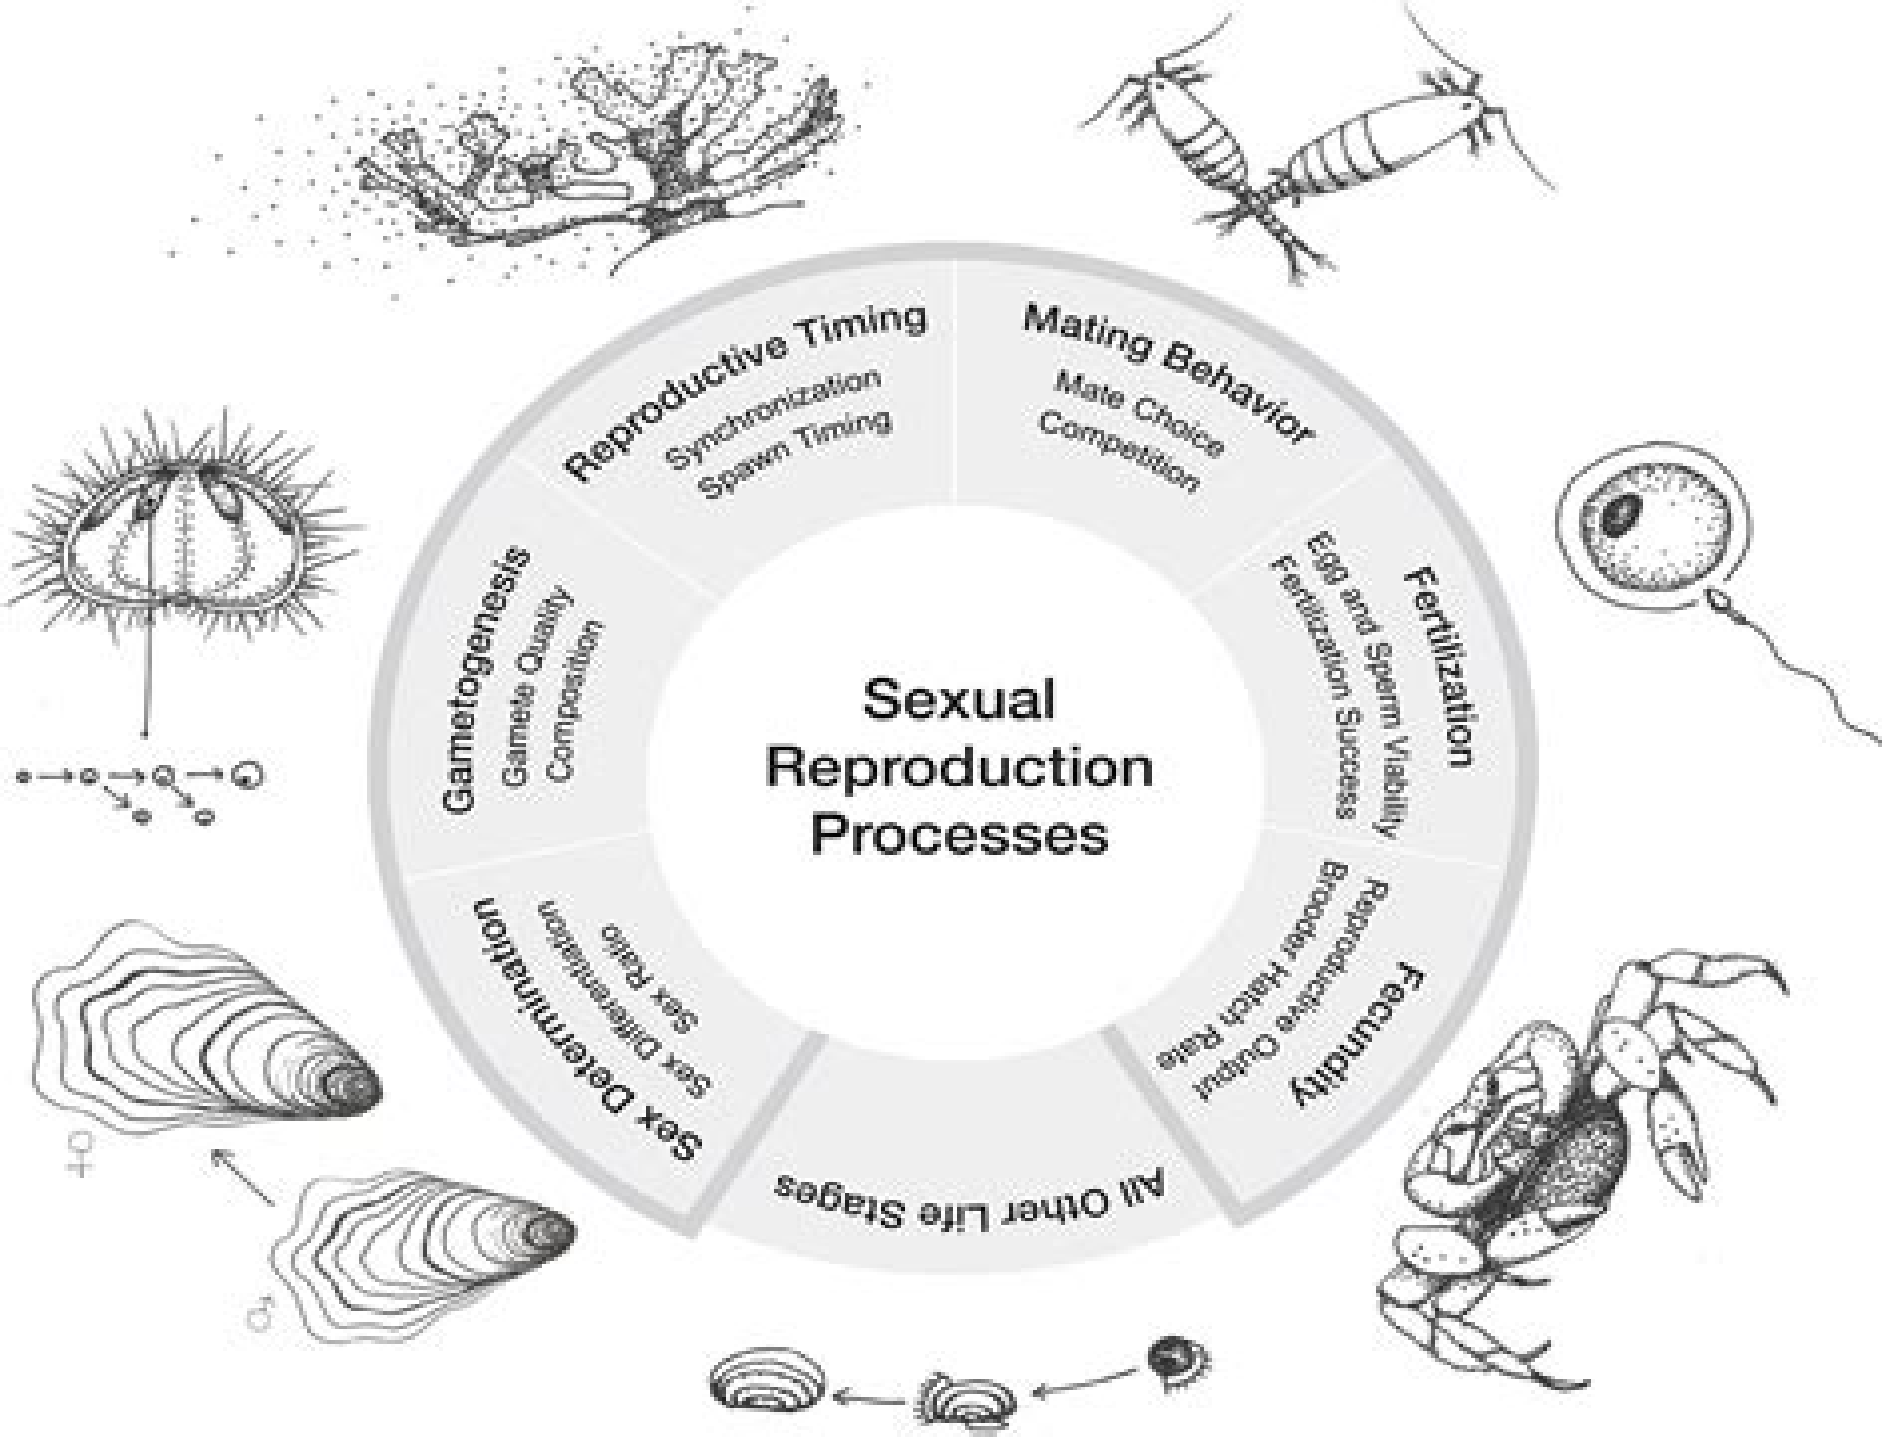 Sexual
Reproduction
Processes
Reproductive Timing
Synchronization
Spawn Timing
Mating Behavior
Mate Choice
Competition
Fertilization
Egg and Sperm Viability
Fertilization Success
Fecundity
Reproductive Output
Brooder Hatch Rate
All Other Life Stages
Sex Determination
Sex Differentiation
Sex Ratio
Gametogenesis
Gamete Quality
Composition
♀
♂